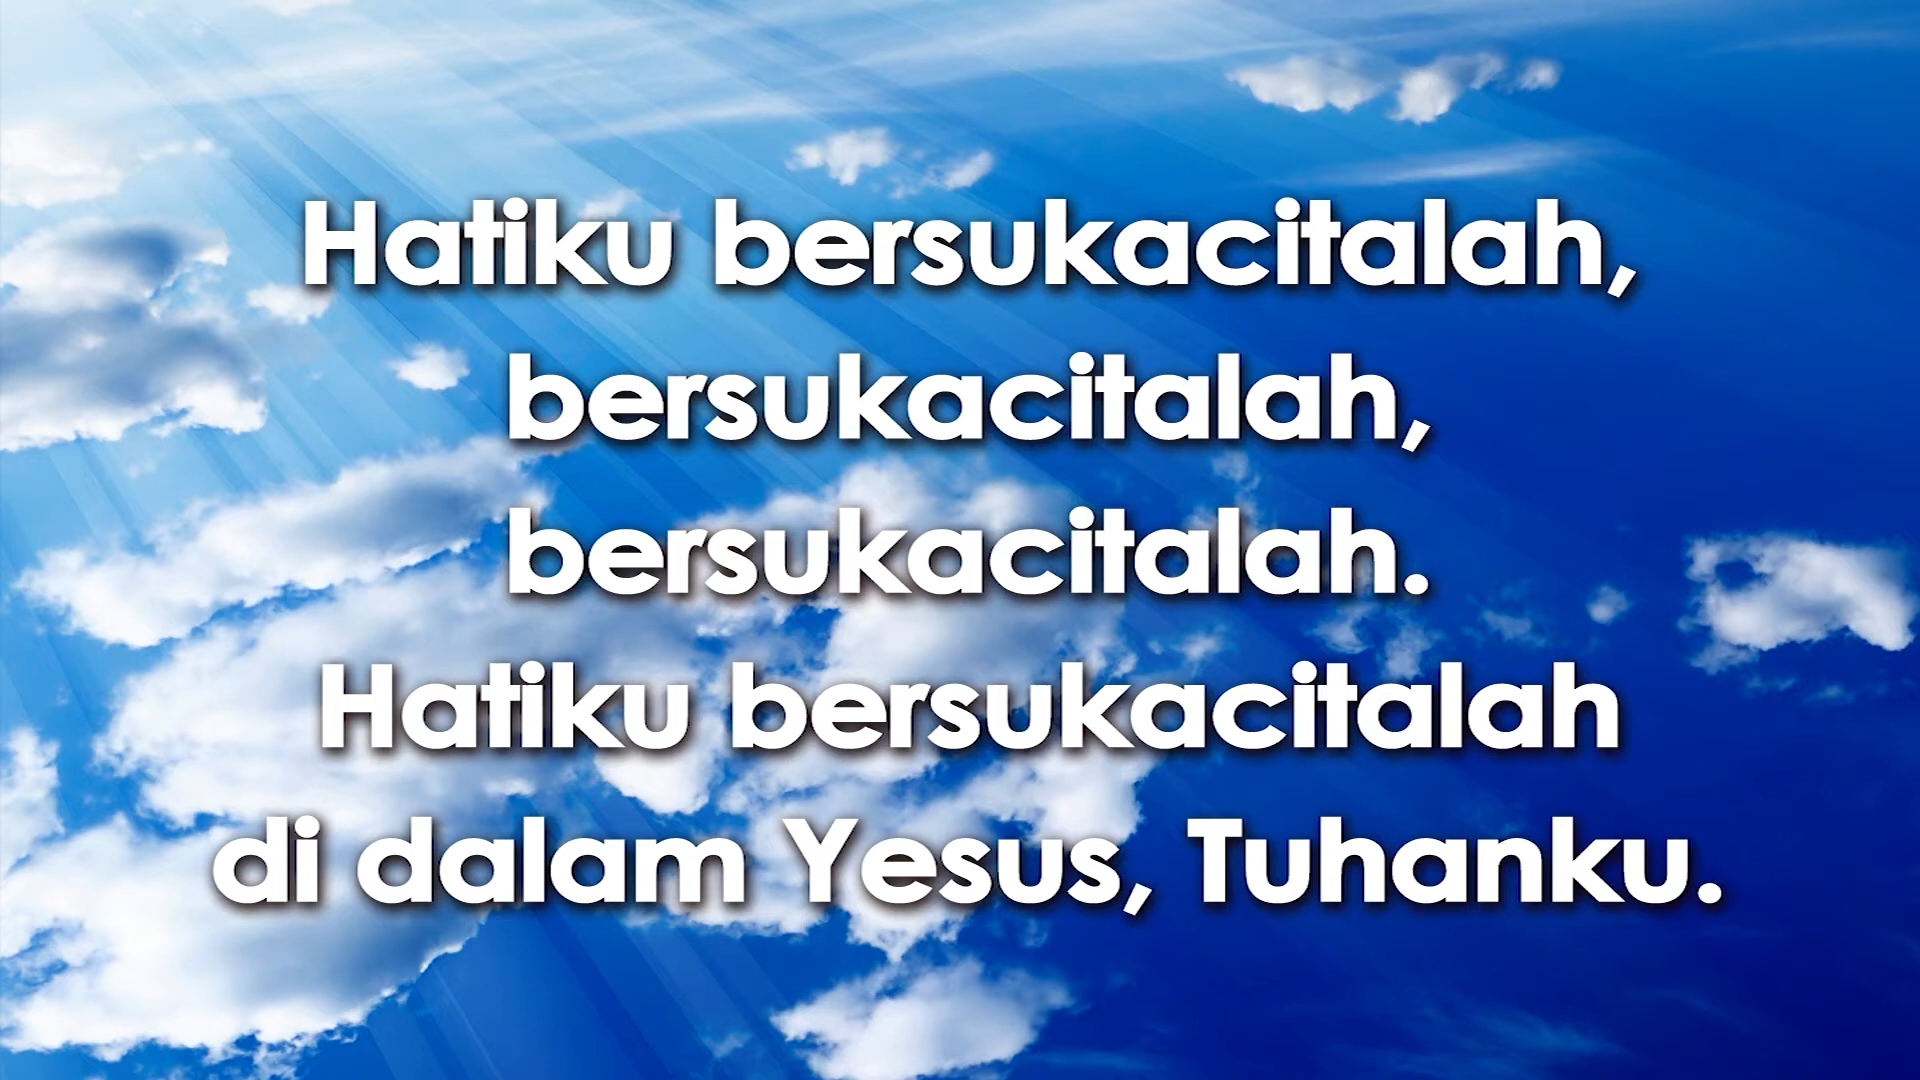 Hatiku bersukacitalah,
bersukacitalah,
bersukacitalah.
Hatiku bersukacitalah
di dalam Yesus, Tuhanku.